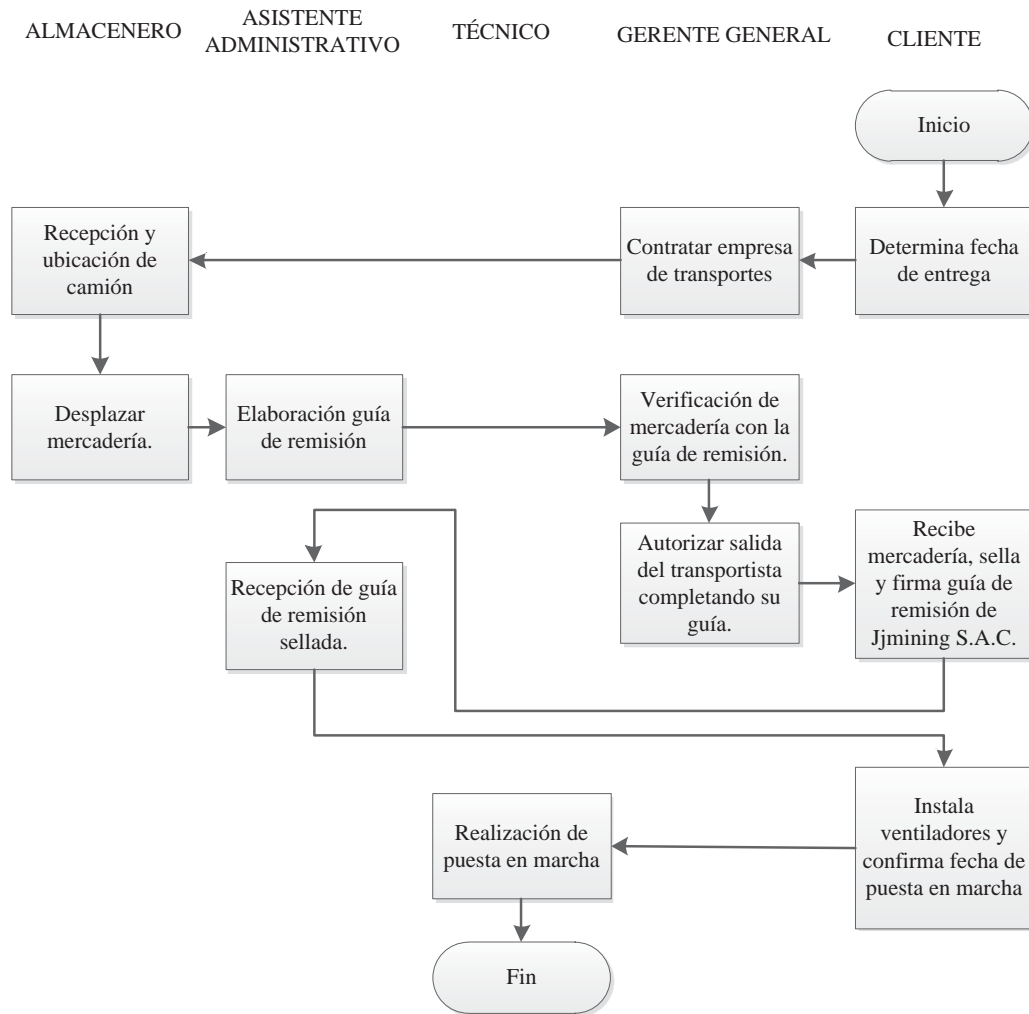 ALMACENERO
ASISTENTE
ADMINISTRATIVO
TÉCNICO
GERENTE GENERAL
CLIENTE
Inicio
Recepción y
ubicación de
camión
Contratar empresa
de transportes
Determina fecha
de entrega
Desplazar
mercadería.
Elaboración guía
de remisión
Verificación de
mercadería con la
guía de remisión.
Recepción de guía
de remisión
sellada.
Autorizar salida
del transportista
completando su
guía.
Recibe
mercadería, sella
y firma guía de
remisión de
Jjmining S.A.C.
Realización de
puesta en marcha
Instala
ventiladores y
confirma fecha de
puesta en marcha
Fin